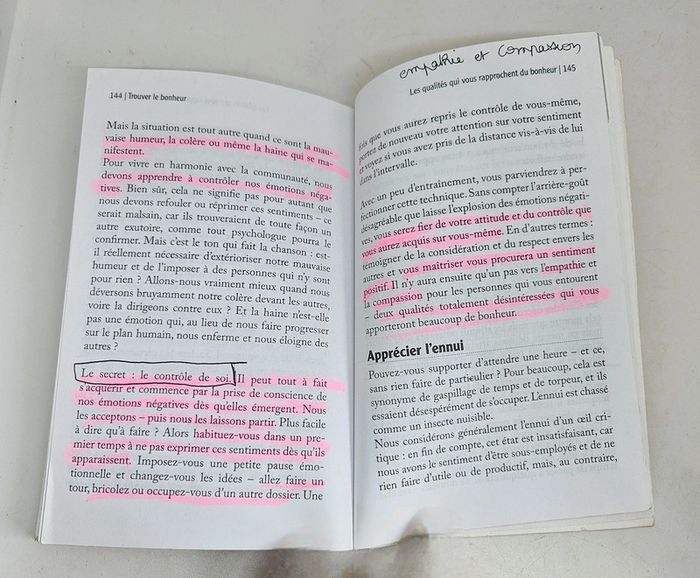 144 | Trouver le bonheur
Mais la situation est tout autre quand ce sont la mau-
vaise humeur, la colère ou même la haine qui se ma-
nifestent.
Pour vivre en harmonie avec la communauté, nous
devons apprendre à contrôler nos émotions néga-
tives. Bien sûr, cela ne signifie pas pour autant que
nous devons refouler ou réprimer ces sentiments – ce
serait malsain, car ils trouveraient de toute façon un
autre exutoire, comme tout psychologue pourra le
confirmer. Mais c'est le ton qui fait la chanson : est-
il réellement nécessaire d'extérioriser notre mauvaise
humeur et de l'imposer à des personnes qui n'y sont
pour rien ? Allons-nous vraiment mieux quand nous
déversons bruyamment notre colère devant les autres,
voire la dirigeons contre eux ? Et la haine n'est-elle
pas une émotion qui, au lieu de nous faire progresser
sur le plan humain, nous enferme et nous éloigne des
autres ?
Le secret : le contrôle de soi. Il peut tout à fait
s'acquérir et commence par la prise de conscience de
nos émotions négatives dès qu'elles émergent. Nous
les acceptons – puis nous les laissons partir. Plus facile
à dire qu'à faire ? Alors habituez-vous dans un pre-
mier temps à ne pas exprimer ces sentiments dès qu'ils
apparaissent. Imposez-vous une petite pause émo-
tionnelle et changez-vous les idées – allez faire un
tour, bricolez ou occupez-vous d'un autre dossier. Une
empathie et compassion
Les qualités qui vous rapprochent du bonheur | 145
fois que vous aurez repris le contrôle de vous-même,
portez de nouveau votre attention sur votre sentiment
et voyez si vous avez pris de la distance vis-à-vis de lui
dans l'intervalle.
Avec un peu d'entraînement, vous parviendrez à per-
fectionner cette technique. Sans compter l'arrière-goût
désagréable que laisse l'explosion des émotions négati-
ves, vous serez fier de votre attitude et du contrôle que
vous aurez acquis sur vous-même. En d'autres termes :
témoigner de la considération et du respect envers les
autres et vous maîtriser vous procurera un sentiment
positif. Il n'y aura ensuite qu'un pas vers l'empathie et
la compassion pour les personnes qui vous entourent
– deux qualités totalement désintéressées qui vous
apporteront beaucoup de bonheur.
Apprécier l'ennui
Pouvez-vous supporter d'attendre une heure – et ce,
sans rien faire de particulier ? Pour beaucoup, cela est
synonyme de gaspillage de temps et de torpeur, et ils
essaient désespérément de s'occuper. L'ennui est chassé
comme un insecte nuisible.
Nous considérons généralement l'ennui d'un œil cri-
tique : en fin de compte, cet état est insatisfaisant, car
nous avons le sentiment d'être sous-employés et de ne
rien faire d'utile ou de productif, mais, au contraire,